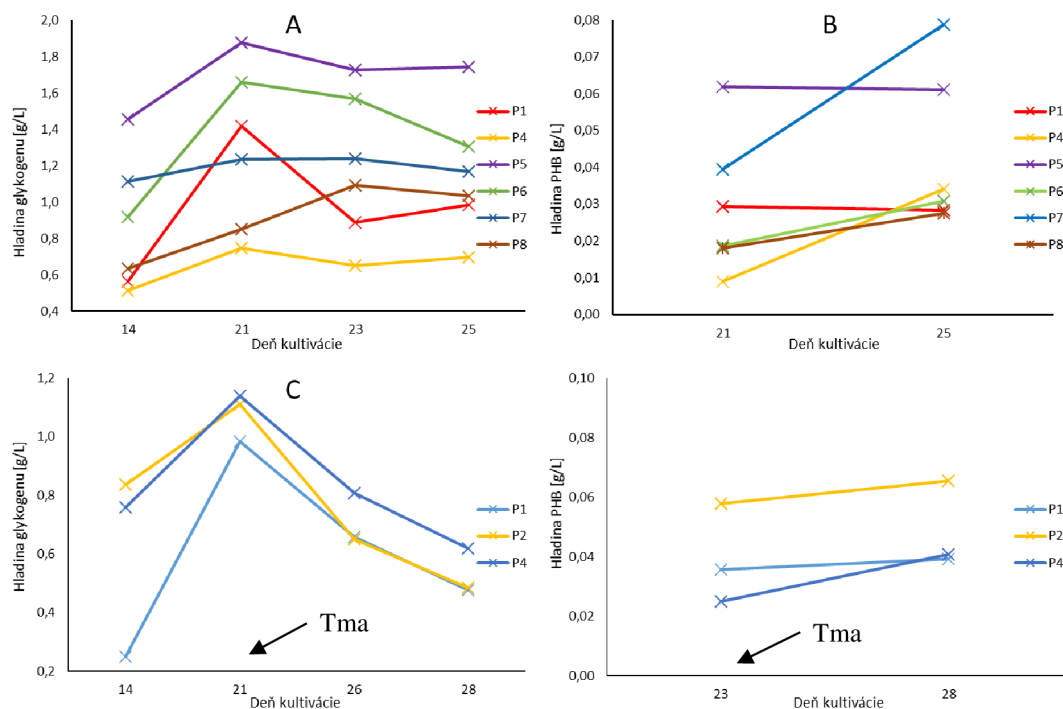 A
Hladina glykogenu [g/L]
2,0
1,8
1,6
1,4
1,2
1,0
0,8
0,6
0,4
14
21
23
25
Deň kultivácie
P1
P4
P5
P6
P7
P8
B
Hladina PHB [g/L]
0,08
0,07
0,06
0,05
0,04
0,03
0,02
0,01
0,00
21
25
Deň kultivácie
P1
P4
P5
P6
P7
P8
C
Hladina glykogenu [g/L]
1,2
1,0
0,8
0,6
0,4
0,2
14
21
26
28
Deň kultivácie
Tma
P1
P2
P4
Hladina PHB [g/L]
0,10
0,08
0,06
0,04
0,02
0,00
23
28
Deň kultivácie
Tma
P1
P2
P4